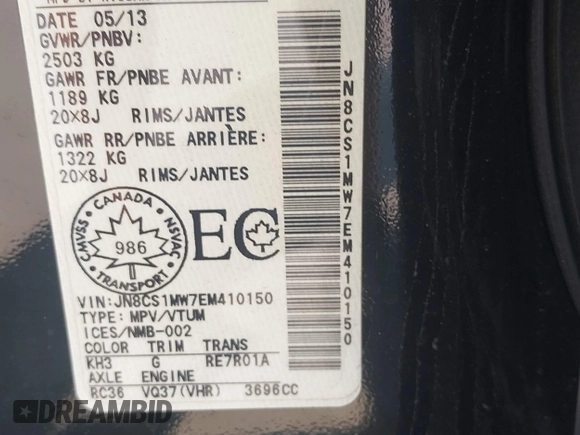 DATE 05/13
GVWR/PNBV:
2503 KG
GAWR FR/PNBE AVANT:
1189 KG
20X8J RIMS/JANTES
GAWR RR/PNBE ARRIÈRE:
1322 KG
20X8J RIMS/JANTES
CANADA
CMVSS
NSVAC
986
TRANSPORT
EC
VIN:JN8CS1MW7EM410150
TYPE: MPV/VTUM
ICES/NMB-002
COLOR TRIM TRANS
KH3 G RE7R01A
AXLE ENGINE
RC36 VQ37(VHR) 3696CC
JN8CS1MW7EM410150
DREAMBID